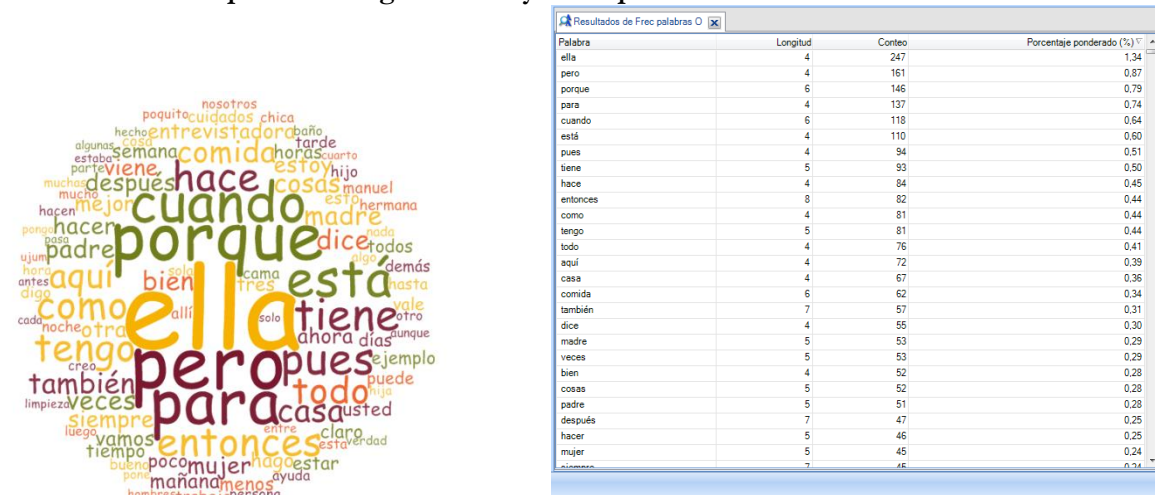 Resultados de Frec palabras O
Palabra Longitud Conteo Porcentaje ponderado (%)
ella 4 247 1,34
pero 4 161 0,87
porque 6 146 0,79
para 4 137 0,74
cuando 6 118 0,64
está 4 110 0,60
pues 4 94 0,51
tiene 5 93 0,50
hace 4 84 0,45
entonces 8 82 0,44
como 4 81 0,44
tengo 5 81 0,44
todo 4 76 0,41
aquí 4 72 0,39
casa 4 67 0,36
comida 6 62 0,34
también 7 57 0,31
dice 4 55 0,30
madre 5 53 0,29
veces 5 53 0,29
bien 4 52 0,28
cosas 5 52 0,28
padre 5 51 0,28
después 7 47 0,25
hacer 5 46 0,25
mujer 5 45 0,24
siempre 7 45 0,24
nosotros
poquito cuidados chica
hecho entrevistadora baño
algunas cosa tarde
estaba semana comida horas cuarto
parte viene estoy hijo
muchas después hace cosas manuel
mucho mejor cuando esto hermana
hacen madre
pongo hacer porque nada
ujum pasa padre dice todos
hora algo
antes aquí bien sola cama está demás
digo tres hasta
como ella vale
cada allí solo tiene otro
noche otra ahora días aunque
tengo pero pues ejemplo
creo
también todo puede
limpieza veces para hija
siempre casa usted
luego entre claro
vamos entonces esta verdad
tiempo
bueno poco mujer hago estar
pone mañana menos ayuda
hombres trabajo persona